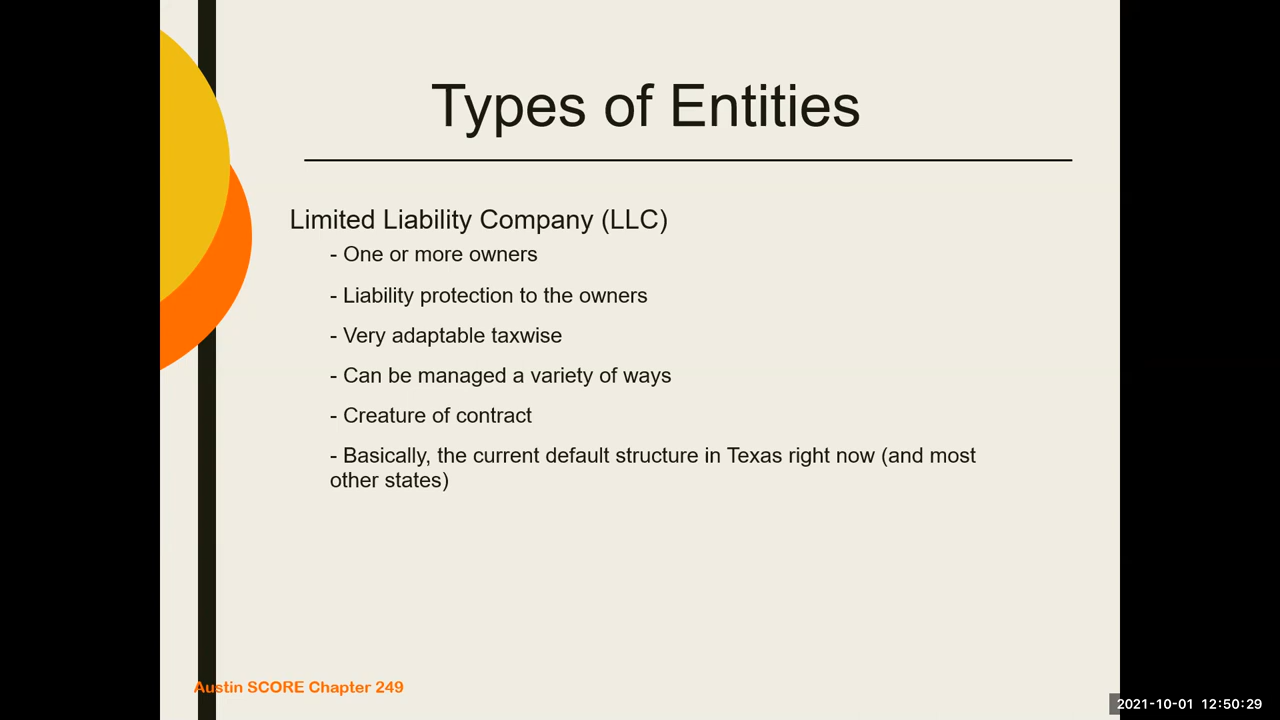 Types of Entities
Limited Liability Company (LLC)
- One or more owners
- Liability protection to the owners
- Very adaptable taxwise
- Can be managed a variety of ways
- Creature of contract
- Basically, the current default structure in Texas right now (and most
other states)
Austin SCORE Chapter 249
2021-10-01 12:50:29